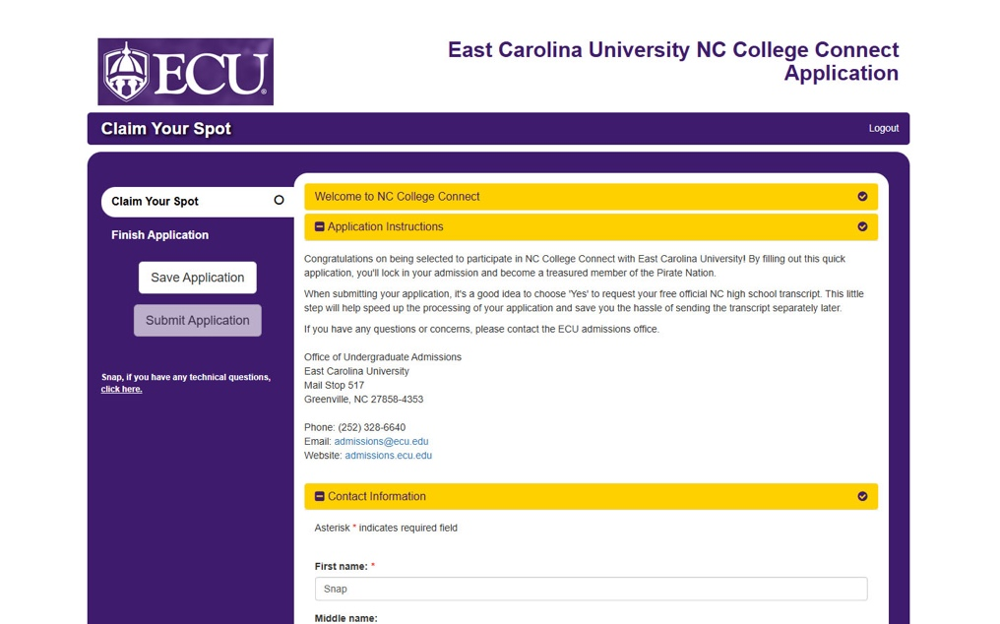 ECU
East Carolina University NC College Connect
Application
Claim Your Spot
Logout
Claim Your Spot
Finish Application
Save Application
Submit Application
Snap, if you have any technical questions,
click here.
Welcome to NC College Connect
Application Instructions
Congratulations on being selected to participate in NC College Connect with East Carolina University! By filling out this quick
application, you'll lock in your admission and become a treasured member of the Pirate Nation.
When submitting your application, it's a good idea to choose 'Yes' to request your free official NC high school transcript. This little
step will help speed up the processing of your application and save you the hassle of sending the transcript separately later.
If you have any questions or concerns, please contact the ECU admissions office.
Office of Undergraduate Admissions
East Carolina University
Mail Stop 517
Greenville, NC 27858-4353
Phone: (252) 328-6640
Email: admissions@ecu.edu
Website: admissions.ecu.edu
Contact Information
Asterisk * indicates required field
First name: *
Snap
Middle name: